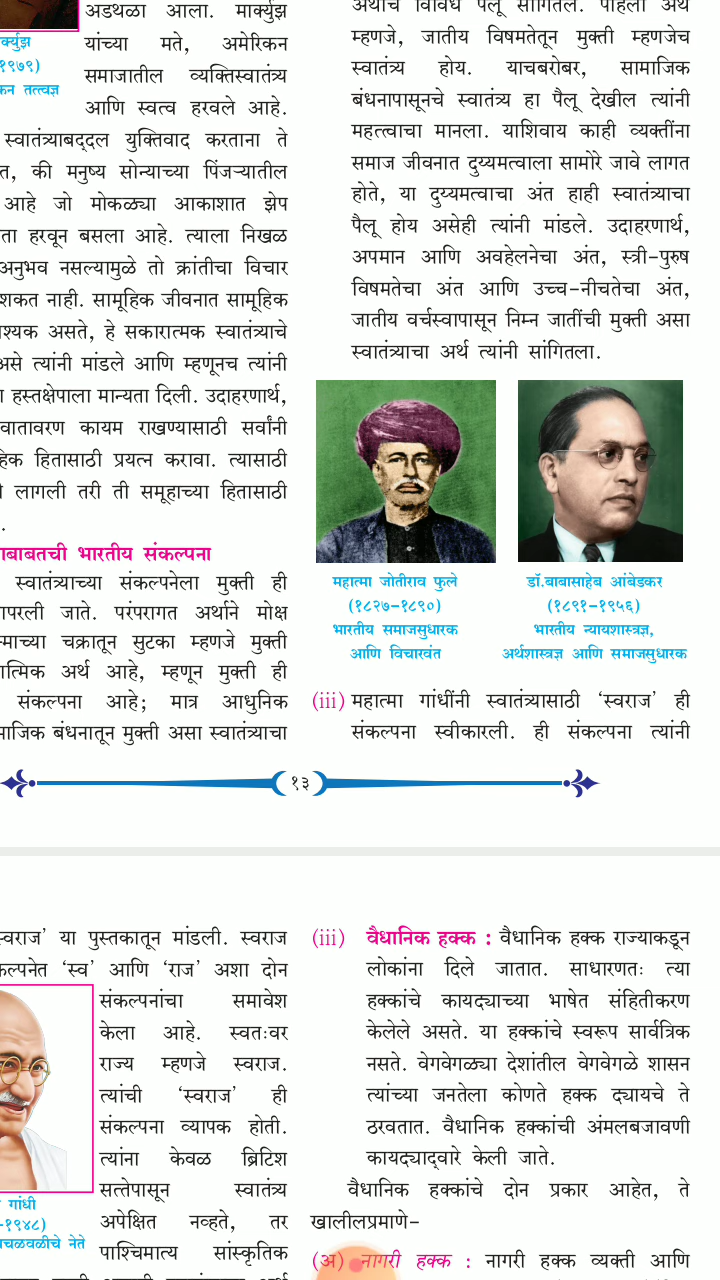 अडथळा आला. मार्क्युझ
यांच्या मते, अमेरिकन
समाजातील व्यक्तिस्वातंत्र्य
आणि स्वत्व हरवले आहे.
स्वातंत्र्याबद्दल युक्तिवाद करताना ते
की मनुष्य सोन्याच्या पिंजऱ्यातील
आहे जो मोकळ्या आकाशात झेप
हरवून बसला आहे. त्याला निखळ
अनुभव नसल्यामुळे तो क्रांतीचा विचार
शकत नाही. सामूहिक जीवनात सामूहिक
असते, हे सकारात्मक स्वातंत्र्याचे
असे त्यांनी मांडले आणि म्हणूनच त्यांनी
हस्तक्षेपाला मान्यता दिली. उदाहरणार्थ,
वातावरण कायम राखण्यासाठी सर्वांनी
हितासाठी प्रयत्न करावा. त्यासाठी
लागली तरी ती समूहाच्या हितासाठी
१९७९)
तत्त्वज्ञ
भारतीय संकल्पना
स्वातंत्र्याच्या संकल्पनेला मुक्ती ही
वापरली जाते. परंपरागत अर्थाने मोक्ष
चक्रातून सुटका म्हणजे मुक्ती
अर्थ आहे, म्हणून मुक्ती ही
संकल्पना आहे; मात्र आधुनिक
बंधनातून मुक्ती असा स्वातंत्र्याचा
अर्थाचे विविध पैलू सांगितले. पहिला अर्थ
म्हणजे, जातीय विषमतेतून मुक्ती म्हणजेच
स्वातंत्र्य होय. याचबरोबर, सामाजिक
बंधनापासूनचे स्वातंत्र्य हा पैलू देखील त्यांनी
महत्त्वाचा मानला. याशिवाय काही व्यक्तींना
समाज जीवनात दुय्यमत्वाला सामोरे जावे लागत
होते, या दुय्यमत्वाचा अंत हाही स्वातंत्र्याचा
पैलू होय असेही त्यांनी मांडले. उदाहरणार्थ,
अपमान आणि अवहेलनेचा अंत, स्त्री-पुरुष
विषमतेचा अंत आणि उच्च-नीचतेचा अंत,
जातीय वर्चस्वापासून निम्न जातींची मुक्ती असा
स्वातंत्र्याचा अर्थ त्यांनी सांगितला.
महात्मा जोतीराव फुले
(१८२७-१८९०)
भारतीय समाजसुधारक
आणि विचारवंत
डॉ.बाबासाहेब आंबेडकर
(१८९१-१९५६)
भारतीय न्यायशास्त्रज्ञ,
अर्थशास्त्रज्ञ आणि समाजसुधारक
(iii) महात्मा गांधींनी स्वातंत्र्यासाठी 'स्वराज' ही
संकल्पना स्वीकारली. ही संकल्पना त्यांनी
१३
स्वराज' या पुस्तकातून मांडली. स्वराज
'स्व' आणि 'राज' अशा दोन
संकल्पनांचा समावेश
केला आहे. स्वतःवर
राज्य म्हणजे स्वराज.
त्यांची 'स्वराज' ही
संकल्पना व्यापक होती.
त्यांना केवळ ब्रिटिश
सत्तेपासून स्वातंत्र्य
अपेक्षित नव्हते, तर
पाश्चिमात्य सांस्कृतिक
गांधी
१९४८)
चळवळीचे नेते
(iii) वैधानिक हक्क : वैधानिक हक्क राज्याकडून
लोकांना दिले जातात. साधारणतः त्या
हक्कांचे कायद्याच्या भाषेत संहितीकरण
केलेले असते. या हक्कांचे स्वरूप सार्वत्रिक
नसते. वेगवेगळ्या देशांतील वेगवेगळे शासन
त्यांच्या जनतेला कोणते हक्क द्यायचे ते
ठरवतात. वैधानिक हक्कांची अंमलबजावणी
कायद्याद्वारे केली जाते.
वैधानिक हक्कांचे दोन प्रकार आहेत, ते
खालीलप्रमाणे-
(अ) नागरी हक्क : नागरी हक्क व्यक्ती आणि